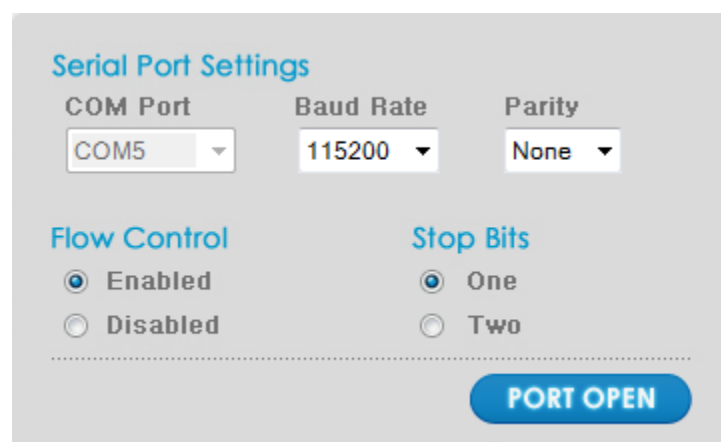 Serial Port Settings
COM Port Baud Rate Parity
COM5 115200 None
Flow Control Stop Bits
Enabled One
Disabled Two
PORT OPEN